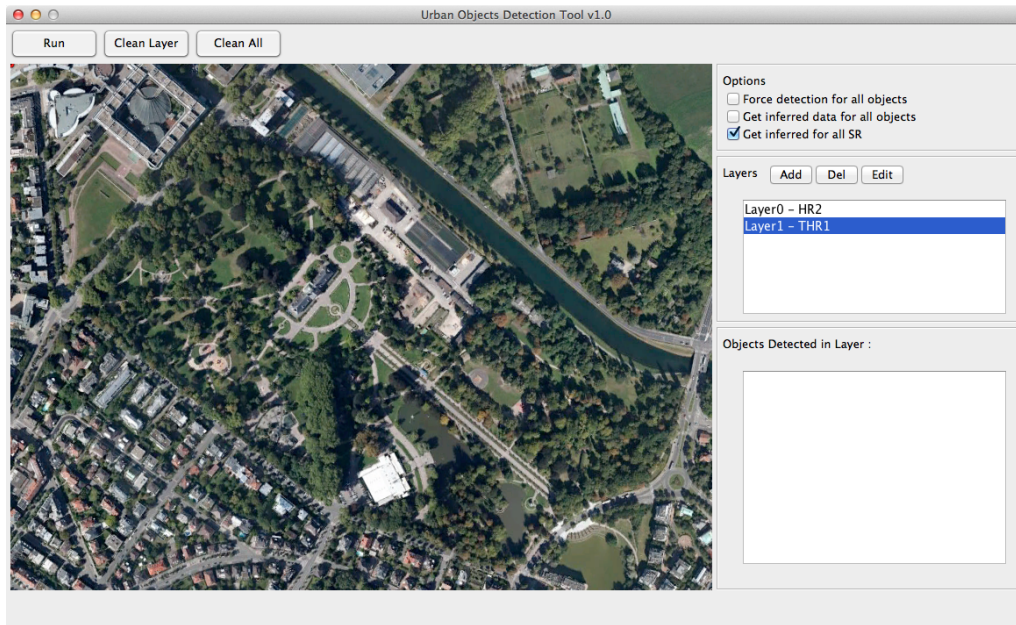 Urban Objects Detection Tool v1.0
Run Clean Layer Clean All
Options
Force detection for all objects
Get inferred data for all objects
Get inferred for all SR
Layers Add Del Edit
Layer0 – HR2
Layer1 – THR1
Objects Detected in Layer :